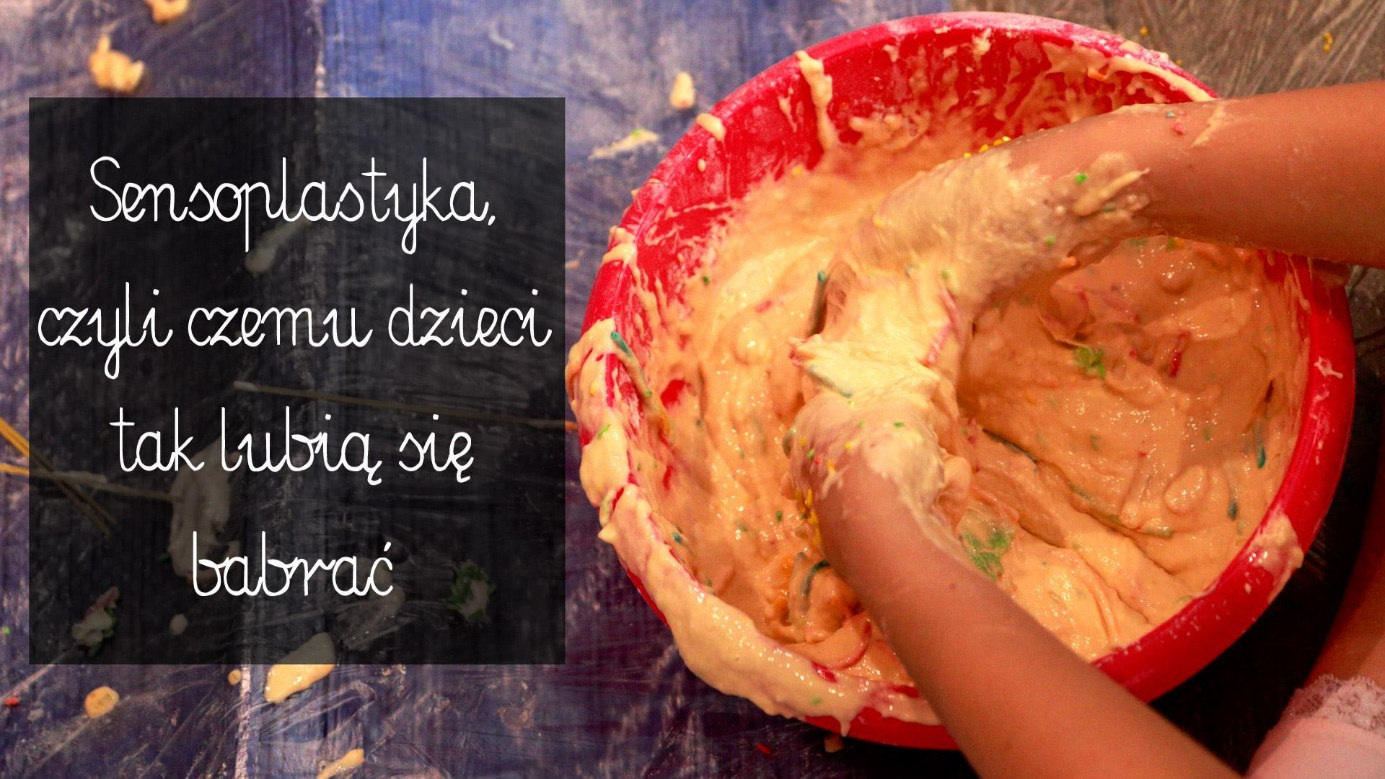 Sensoplastyka,
czyli czemu dzieci
tak lubią się
babrać